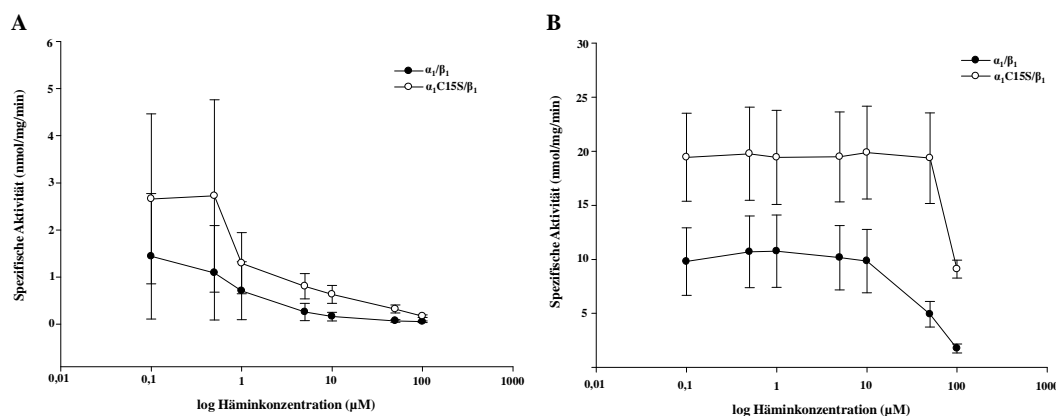 A
Spezifische Aktivität (nmol/mg/min)
6
5
4
3
2
1
0
α₁/β₁
α₁C15S/β₁
0,01
0,1
1
10
100
1000
log Häminkonzentration (µM)
B
Spezifische Aktivität (nmol/mg/min)
30
25
20
15
10
5
α₁/β₁
α₁C15S/β₁
0,01
0,1
1
10
100
1000
log Häminkonzentration (µM)